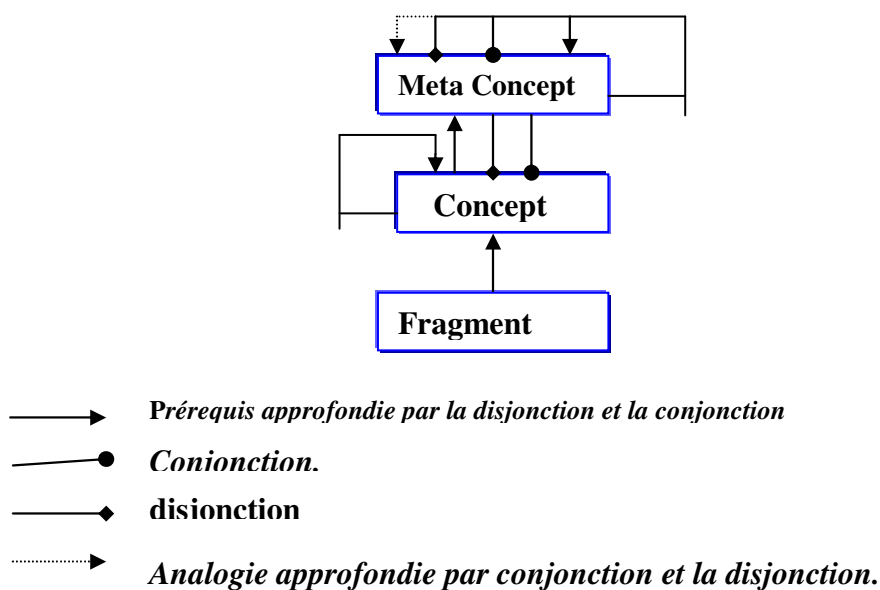 Meta Concept
Concept
Fragment
Prérequis approfondie par la disjonction et la conjonction
Conjonction.
disjonction
Analogie approfondie par conjonction et la disjonction.